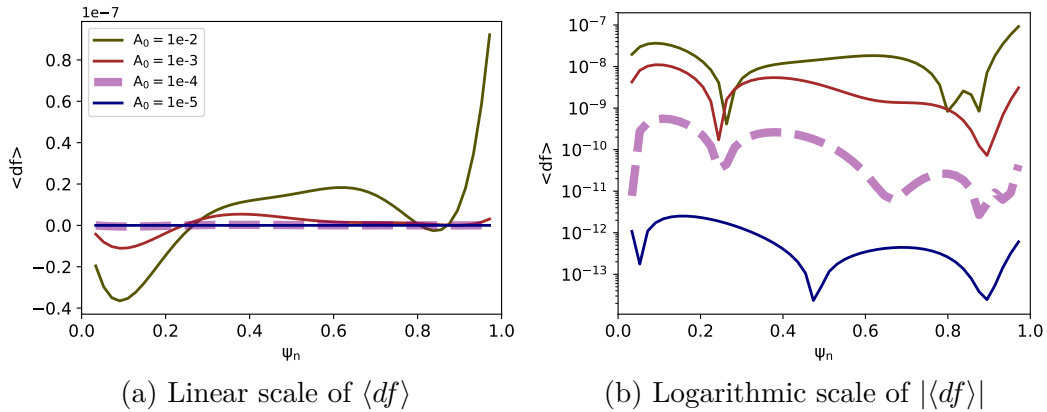 1e−7
0.8
0.6
0.4
0.2
0.0
−0.2
−0.4
<df>
A₀ = 1e-2
A₀ = 1e-3
A₀ = 1e-4
A₀ = 1e-5
0.0 0.2 0.4 0.6 0.8 1.0
ψₙ
(a) Linear scale of ⟨df⟩
10⁻⁷
10⁻⁸
10⁻⁹
10⁻¹⁰
10⁻¹¹
10⁻¹²
10⁻¹³
<df>
0.0 0.2 0.4 0.6 0.8 1.0
ψₙ
(b) Logarithmic scale of |⟨df⟩|